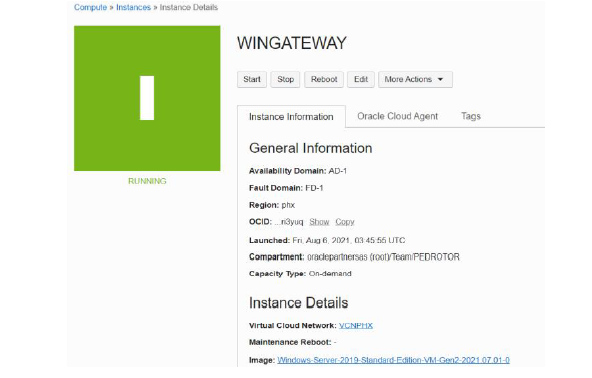 Compute » Instances » Instance Details
WINGATEWAY
Start Stop Reboot Edit More Actions
Instance Information Oracle Cloud Agent Tags
General Information
Availability Domain: AD-1
Fault Domain: FD-1
Region: phx
OCID: ...ri3yuq Show Copy
Launched: Fri, Aug 6, 2021, 03:45:55 UTC
Compartment: oraclepartnersas (root)/Team/PEDROTOR
Capacity Type: On-demand
Instance Details
Virtual Cloud Network: VCNPHX
Maintenance Reboot: -
Image: Windows-Server-2019-Standard-Edition-VM-Gen2-2021.07.01-0
I
RUNNING